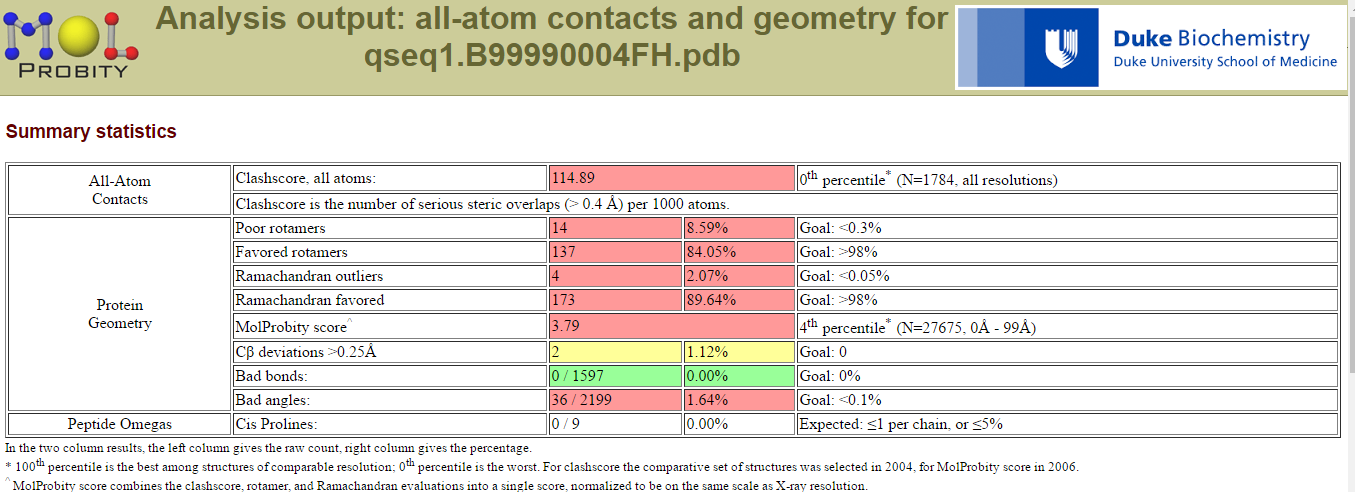 MOL
PROBITY
Analysis output: all-atom contacts and geometry for
qseq1.B99990004FH.pdb
Duke Biochemistry
Duke University School of Medicine
Summary statistics
All-Atom
Contacts
Clashscore, all atoms: 114.89 0th percentile* (N=1784, all resolutions)
Clashscore is the number of serious steric overlaps (> 0.4 Å) per 1000 atoms.
Protein
Geometry
Poor rotamers 14 8.59% Goal: <0.3%
Favored rotamers 137 84.05% Goal: >98%
Ramachandran outliers 4 2.07% Goal: <0.05%
Ramachandran favored 173 89.64% Goal: >98%
MolProbity score^ 3.79 4th percentile* (N=27675, 0Å - 99Å)
Cβ deviations >0.25Å 2 1.12% Goal: 0
Bad bonds: 0 / 1597 0.00% Goal: 0%
Bad angles: 36 / 2199 1.64% Goal: <0.1%
Peptide Omegas Cis Prolines: 0 / 9 0.00% Expected: ≤1 per chain, or ≤5%
In the two column results, the left column gives the raw count, right column gives the percentage.
* 100th percentile is the best among structures of comparable resolution; 0th percentile is the worst. For clashscore the comparative set of structures was selected in 2004, for MolProbity score in 2006.
^ MolProbity score combines the clashscore, rotamer, and Ramachandran evaluations into a single score, normalized to be on the same scale as X-ray resolution.